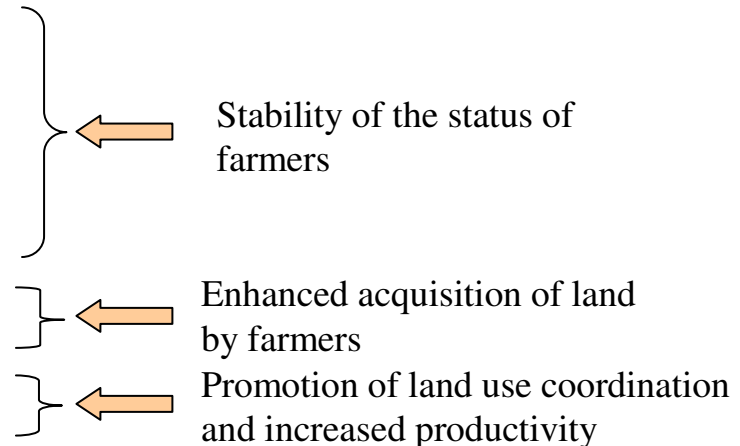 Stability of the status of
farmers
Enhanced acquisition of land
by farmers
Promotion of land use coordination
and increased productivity